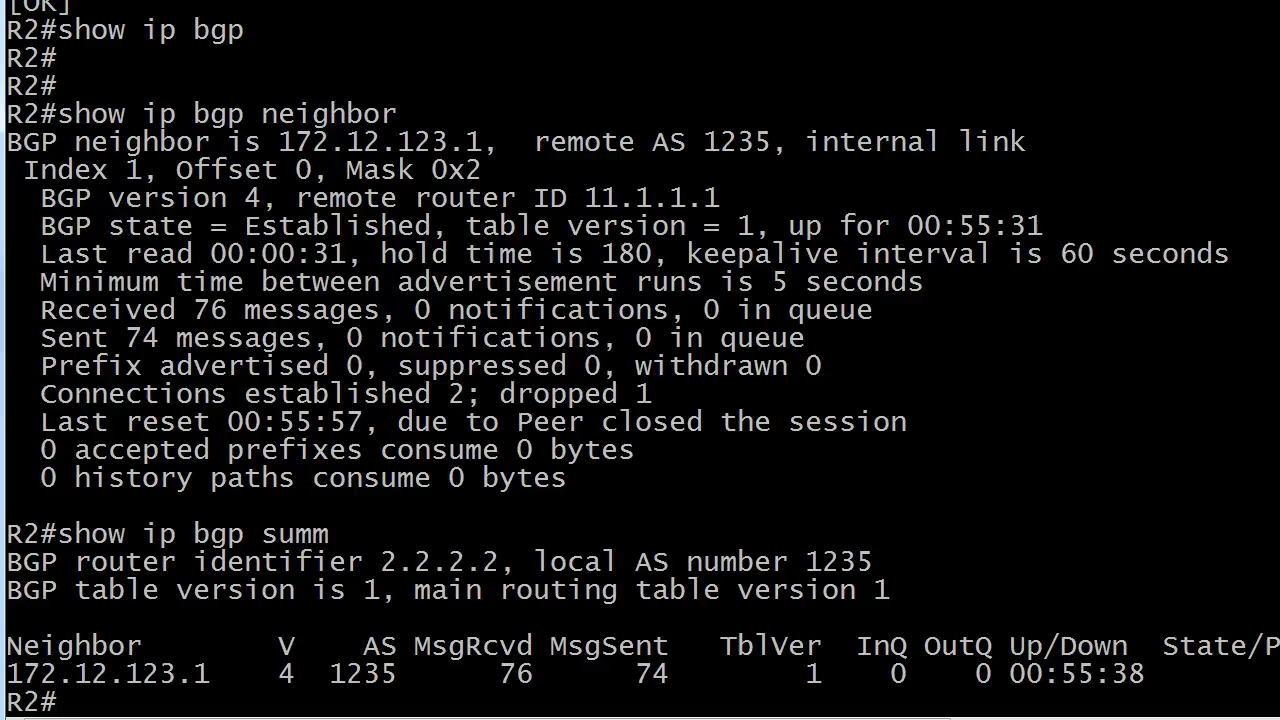 [OK]
R2#show ip bgp
R2#
R2#
R2#show ip bgp neighbor
BGP neighbor is 172.12.123.1,  remote AS 1235, internal link
 Index 1, Offset 0, Mask 0x2
  BGP version 4, remote router ID 11.1.1.1
  BGP state = Established, table version = 1, up for 00:55:31
  Last read 00:00:31, hold time is 180, keepalive interval is 60 seconds
  Minimum time between advertisement runs is 5 seconds
  Received 76 messages, 0 notifications, 0 in queue
  Sent 74 messages, 0 notifications, 0 in queue
  Prefix advertised 0, suppressed 0, withdrawn 0
  Connections established 2; dropped 1
  Last reset 00:55:57, due to Peer closed the session
  0 accepted prefixes consume 0 bytes
  0 history paths consume 0 bytes
R2#show ip bgp summ
BGP router identifier 2.2.2.2, local AS number 1235
BGP table version is 1, main routing table version 1
Neighbor        V    AS MsgRcvd MsgSent   TblVer  InQ OutQ Up/Down  State/P
172.12.123.1    4  1235      76      74        1    0    0 00:55:38
R2#